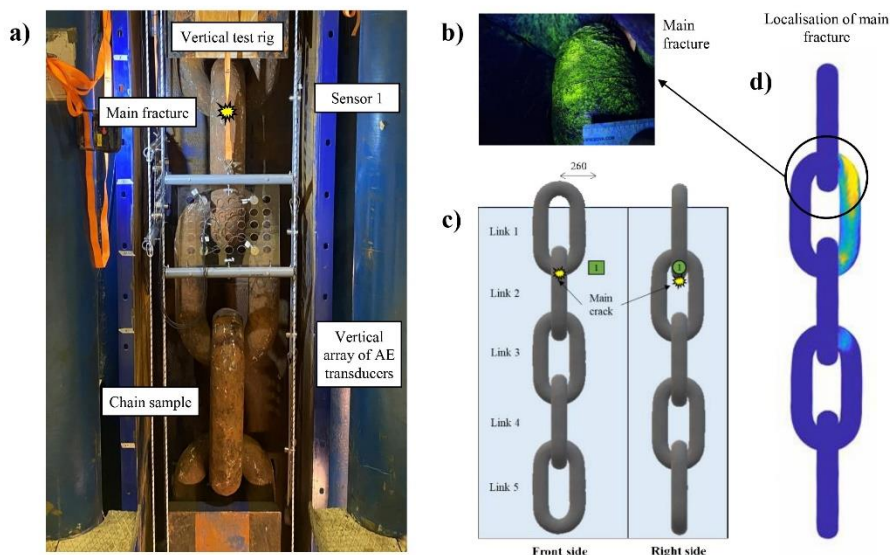 a)
Vertical test rig
Main fracture
Sensor 1
Vertical
array of AE
transducers
Chain sample
b)
Main
fracture
c)
260
Link 1
Link 2
Link 3
Link 4
Link 5
1
1
Main
crack
Front side
Right side
Localisation of main
fracture
d)